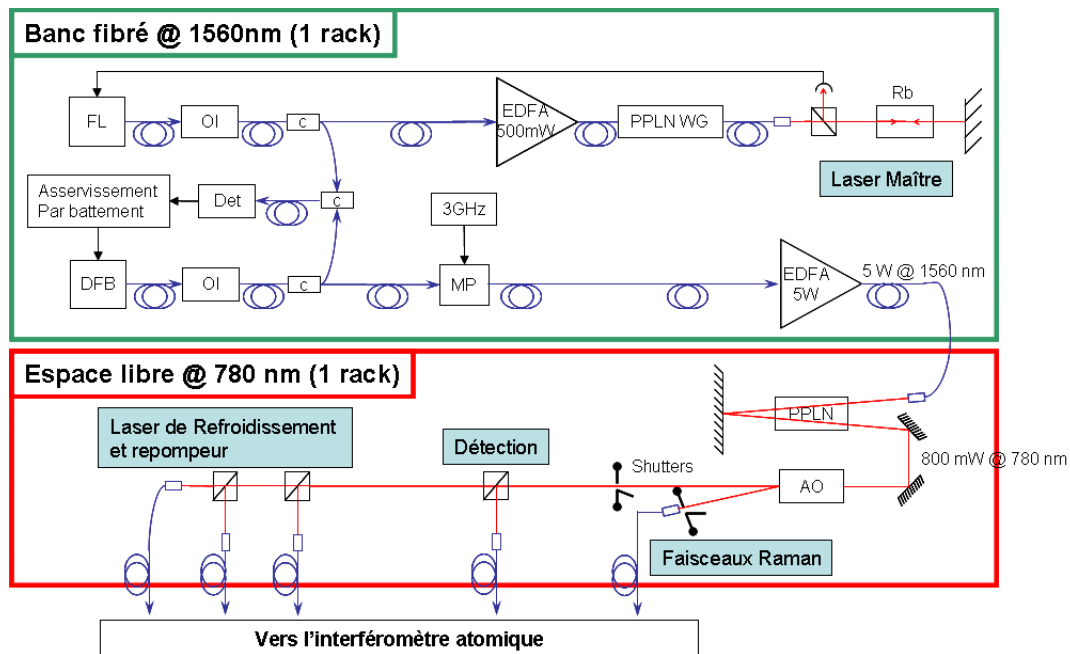 Banc fibré @ 1560nm (1 rack)
FL
OI
c
EDFA
500mW
PPLN WG
Rb
Laser Maître
Asservissement
Par battement
Det
c
3GHz
DFB
OI
c
MP
EDFA
5W
5 W @ 1560 nm
Espace libre @ 780 nm (1 rack)
Laser de Refroidissement
et repompeur
Détection
Shutters
PPLN
AO
800 mW @ 780 nm
Faisceaux Raman
Vers l'interféromètre atomique